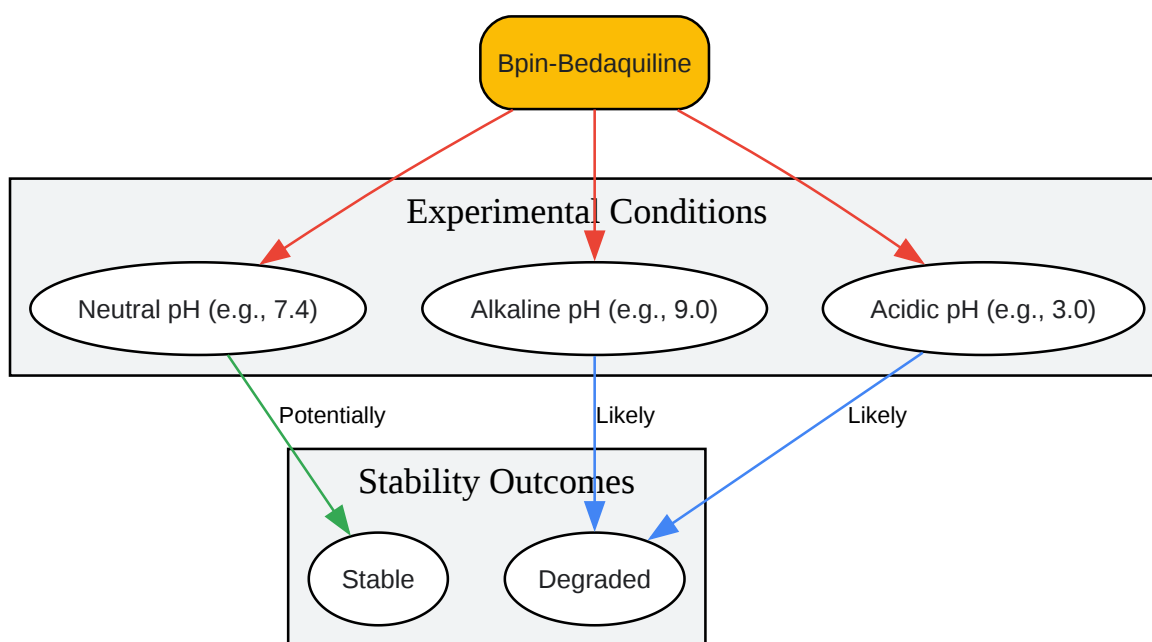 Bpin-Bedaquiline
Experimental Conditions
Neutral pH (e.g., 7.4)
Alkaline pH (e.g., 9.0)
Acidic pH (e.g., 3.0)
Potentially
Likely
Likely
Stability Outcomes
Stable
Degraded